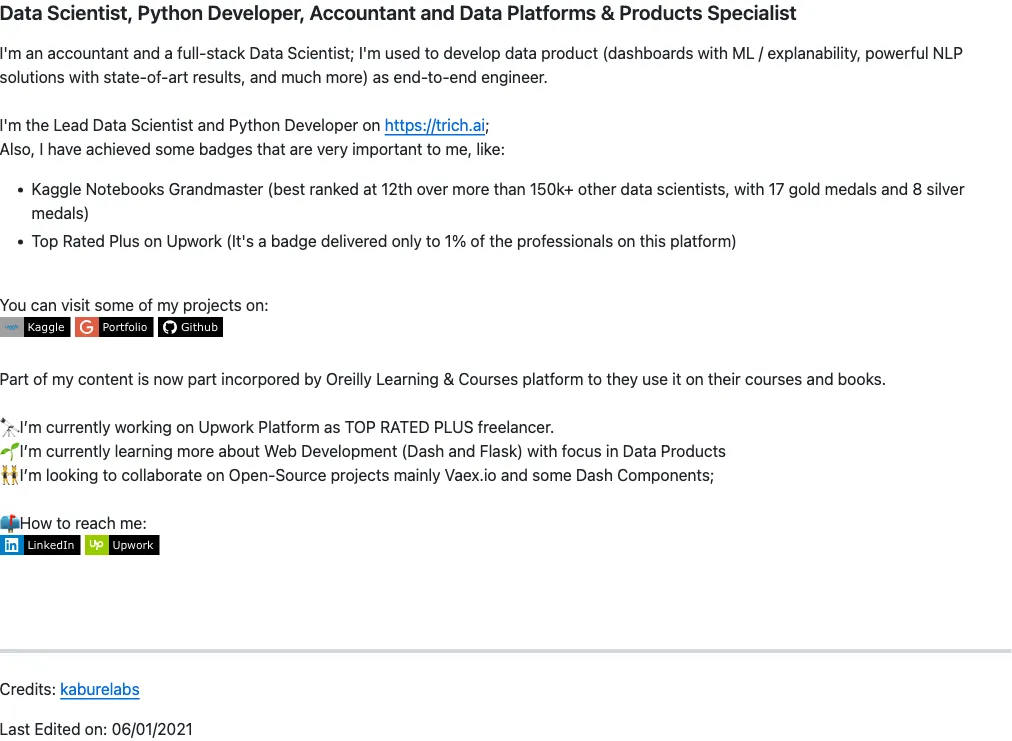 Data Scientist, Python Developer, Accountant and Data Platforms & Products Specialist
I'm an accountant and a full-stack Data Scientist; I'm used to develop data product (dashboards with ML / explanability, powerful NLP
solutions with state-of-art results, and much more) as end-to-end engineer.
I'm the Lead Data Scientist and Python Developer on https://trich.ai;
Also, I have achieved some badges that are very important to me, like:
• Kaggle Notebooks Grandmaster (best ranked at 12th over more than 150k+ other data scientists, with 17 gold medals and 8 silver
medals)
• Top Rated Plus on Upwork (It's a badge delivered only to 1% of the professionals on this platform)
You can visit some of my projects on:
Kaggle Portfolio Github
Part of my content is now part incorpored by Oreilly Learning & Courses platform to they use it on their courses and books.
I’m currently working on Upwork Platform as TOP RATED PLUS freelancer.
I’m currently learning more about Web Development (Dash and Flask) with focus in Data Products
I’m looking to collaborate on Open-Source projects mainly Vaex.io and some Dash Components;
How to reach me:
LinkedIn Upwork
Credits: kaburelabs
Last Edited on: 06/01/2021